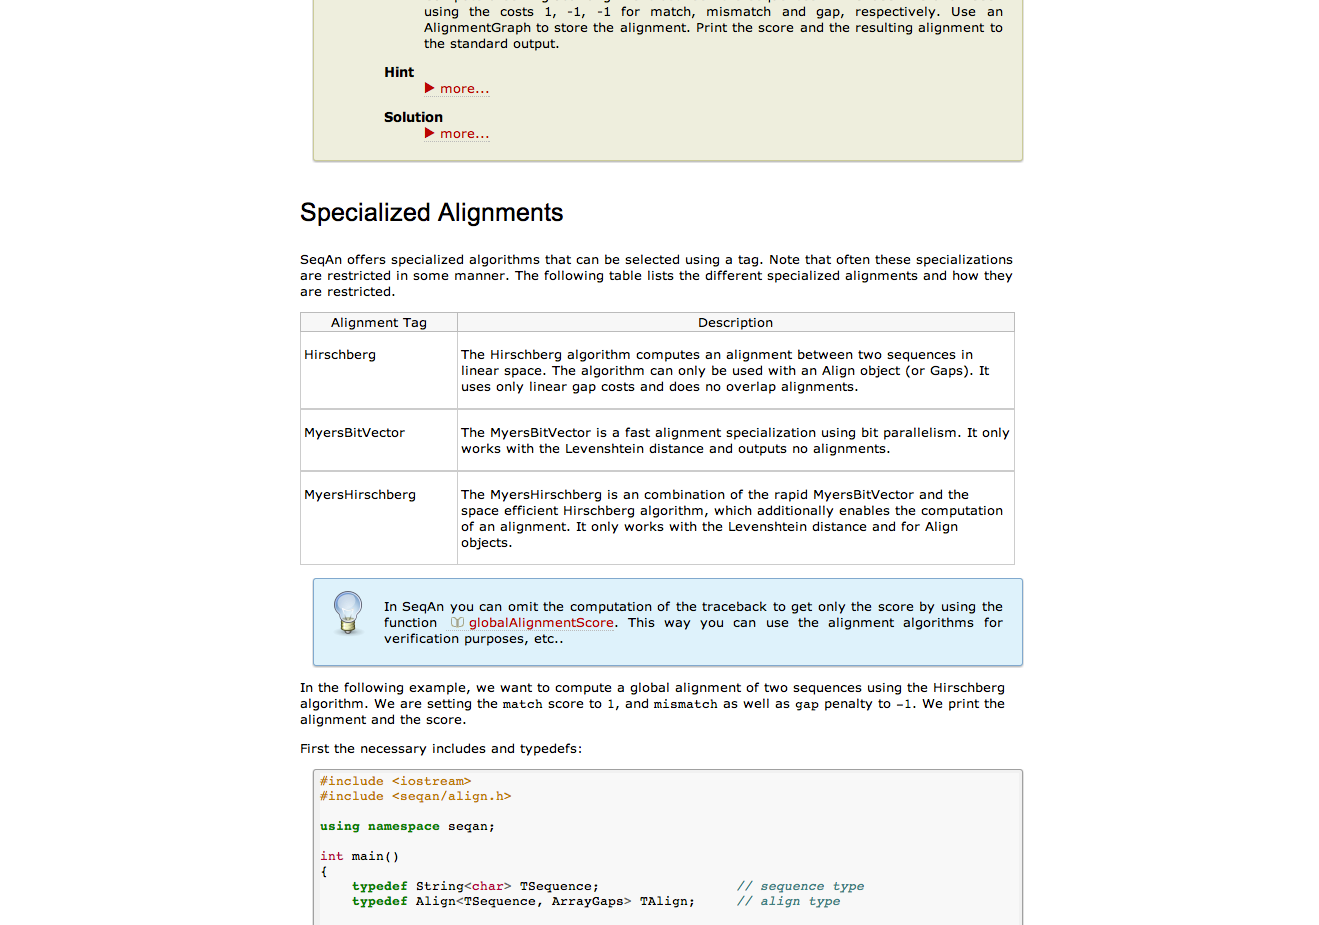 using the costs 1, -1, -1 for match, mismatch and gap, respectively. Use an
AlignmentGraph to store the alignment. Print the score and the resulting alignment to
the standard output.
Hint
more...
Solution
more...
Specialized Alignments
SeqAn offers specialized algorithms that can be selected using a tag. Note that often these specializations
are restricted in some manner. The following table lists the different specialized alignments and how they
are restricted.
Alignment Tag Description
Hirschberg The Hirschberg algorithm computes an alignment between two sequences in
linear space. The algorithm can only be used with an Align object (or Gaps). It
uses only linear gap costs and does no overlap alignments.
MyersBitVector The MyersBitVector is a fast alignment specialization using bit parallelism. It only
works with the Levenshtein distance and outputs no alignments.
MyersHirschberg The MyersHirschberg is an combination of the rapid MyersBitVector and the
space efficient Hirschberg algorithm, which additionally enables the computation
of an alignment. It only works with the Levenshtein distance and for Align
objects.
In SeqAn you can omit the computation of the traceback to get only the score by using the
function globalAlignmentScore. This way you can use the alignment algorithms for
verification purposes, etc..
In the following example, we want to compute a global alignment of two sequences using the Hirschberg
algorithm. We are setting the match score to 1, and mismatch as well as gap penalty to -1. We print the
alignment and the score.
First the necessary includes and typedefs:
#include <iostream>
#include <seqan/align.h>
using namespace seqan;
int main()
{
typedef String<char> TSequence; // sequence type
typedef Align<TSequence, ArrayGaps> TAlign; // align type